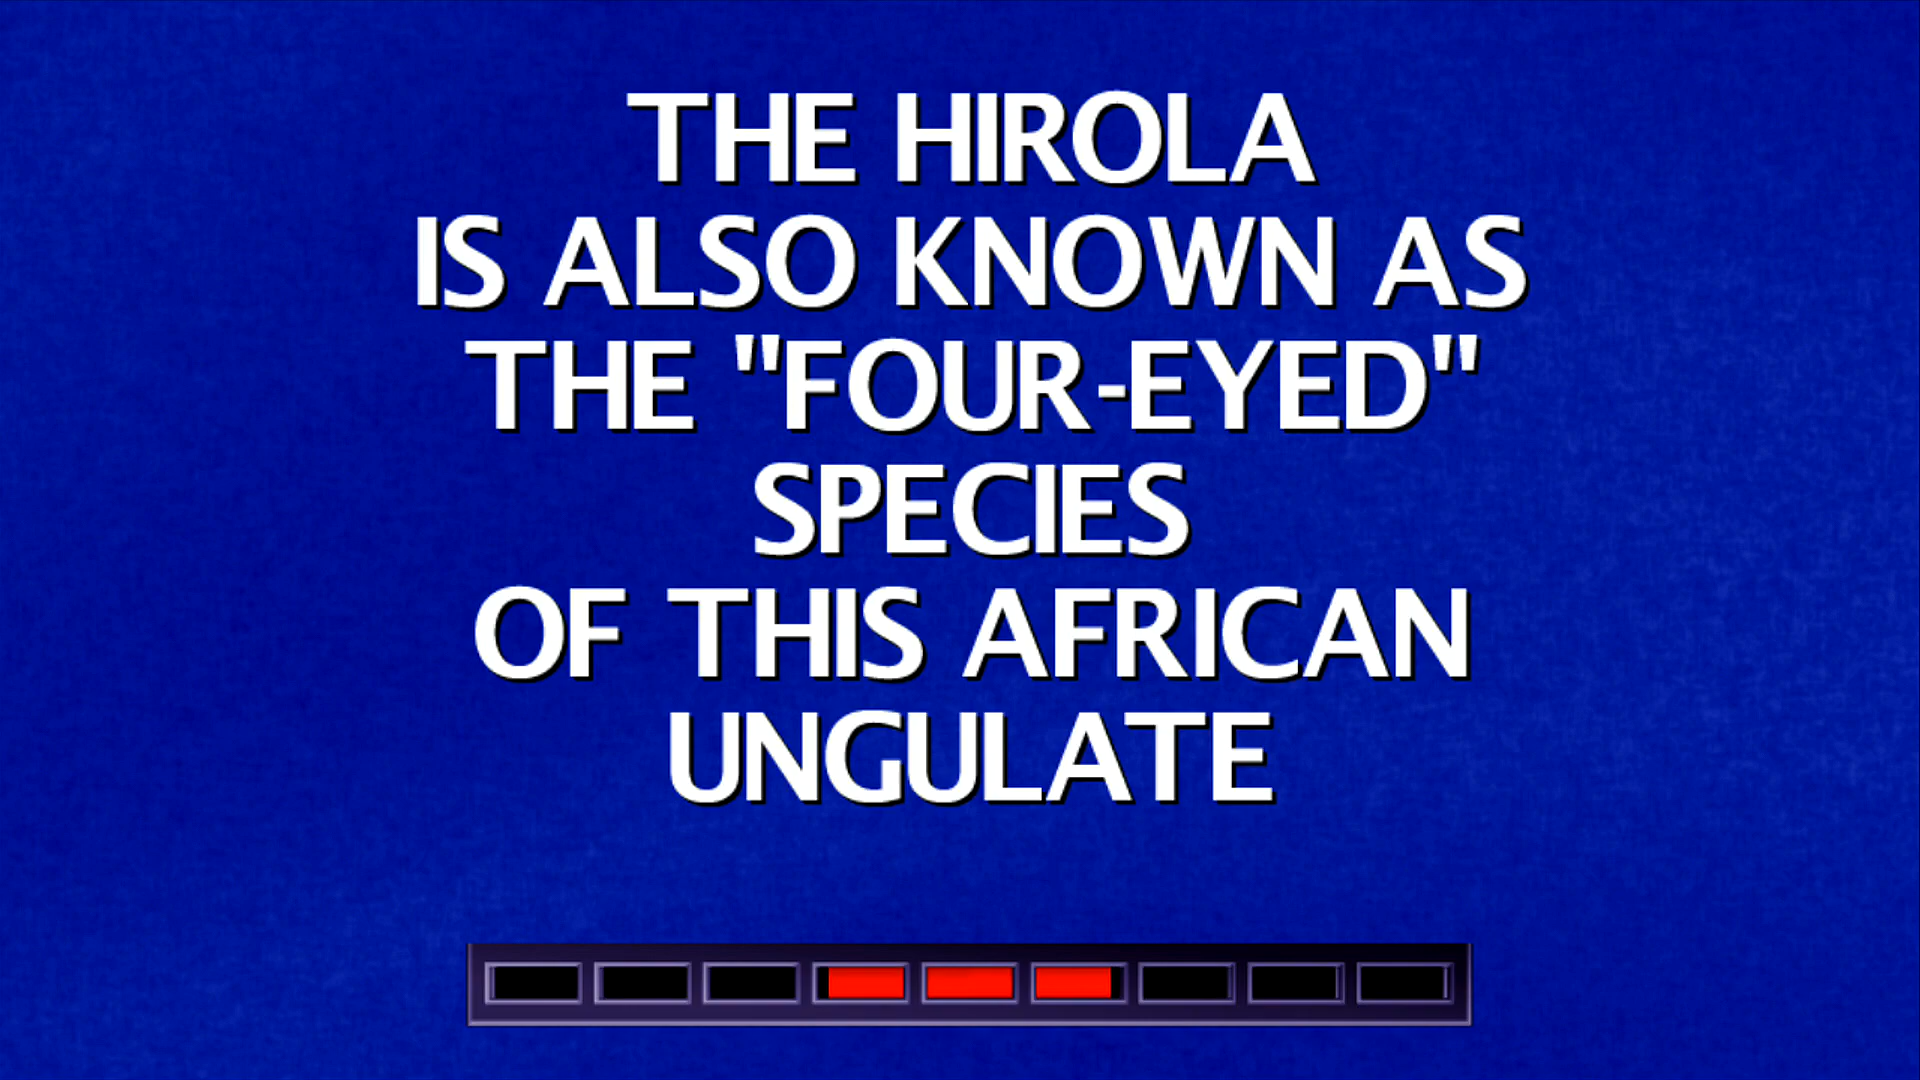 THE HIROLA
IS ALSO KNOWN AS
THE "FOUR-EYED"
SPECIES
OF THIS AFRICAN
UNGULATE